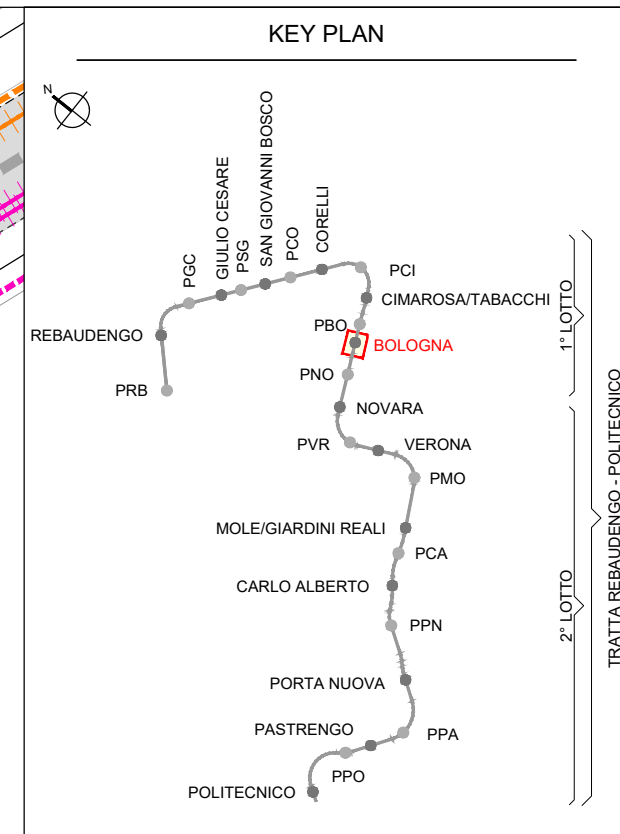 KEY PLAN
N
PGC
GIULIO CESARE
PSG
SAN GIOVANNI BOSCO
PCO
CORELLI
PCI
CIMAROSA/TABACCHI
REBAUDENGO
PBO
BOLOGNA
PRB
PNO
NOVARA
PVR
VERONA
PMO
MOLE/GIARDINI REALI
PCA
CARLO ALBERTO
PPN
PORTA NUOVA
PASTRENGO
PPA
PPO
POLITECNICO
1° LOTTO
2° LOTTO
TRATTA REBAUDENGO - POLITECNICO